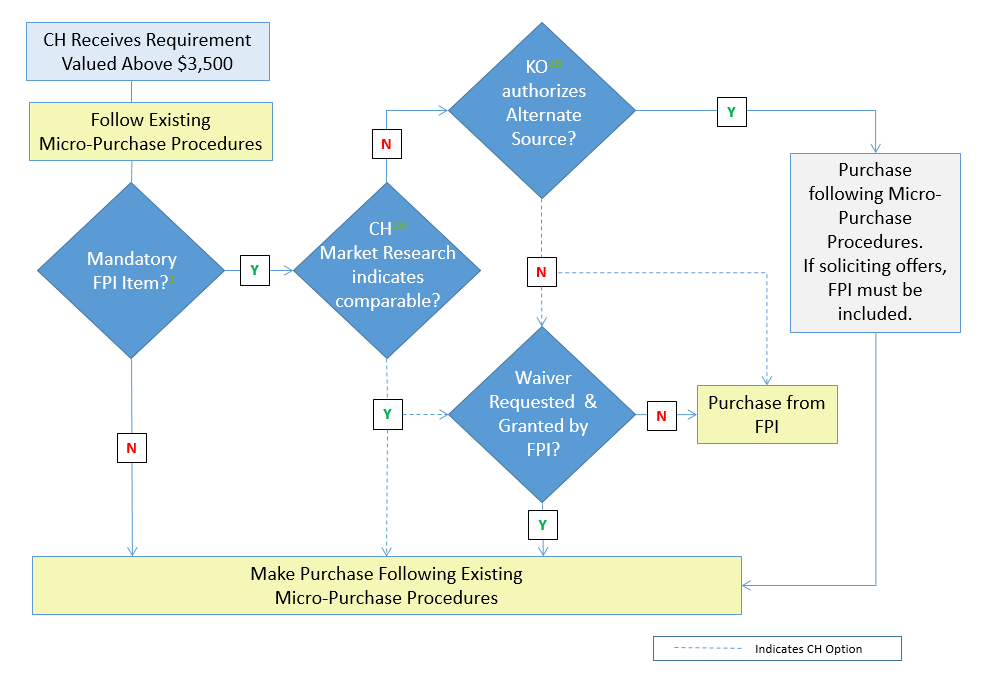 CH Receives Requirement
Valued Above $3,500
Follow Existing
Micro-Purchase Procedures
Mandatory
FPI Item?
Y
N
CH
Market Research
indicates
comparable?
N
Y
KO
authorizes
Alternate
Source?
Y
N
Purchase
following Micro-
Purchase
Procedures.
If soliciting offers,
FPI must be
included.
Waiver
Requested &
Granted by
FPI?
N
Y
Purchase from
FPI
Make Purchase Following Existing
Micro-Purchase Procedures
Indicates CH Option